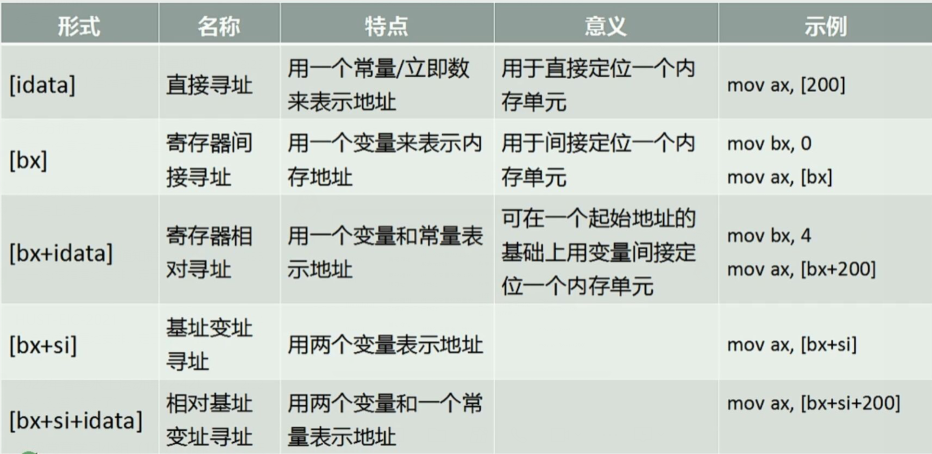 形式 名称 特点 意义 示例
[idata] 直接寻址 用一个常量/立即数
来表示地址 用于直接定位一个内
存单元 mov ax, [200]
[bx] 寄存器间
接寻址 用一个变量来表示内
存地址 用于间接定位一个内
存单元 mov bx, 0
mov ax, [bx]
[bx+idata] 寄存器相
对寻址 用一个变量和常量表
示地址 可在一个起始地址的
基础上用变量间接定
位一个内存单元 mov bx, 4
mov ax, [bx+200]
[bx+si] 基址变址
寻址 用两个变量表示地址 mov ax, [bx+si]
[bx+si+idata] 相对基址
变址寻址 用两个变量和一个常
量表示地址 mov ax, [bx+si+200]